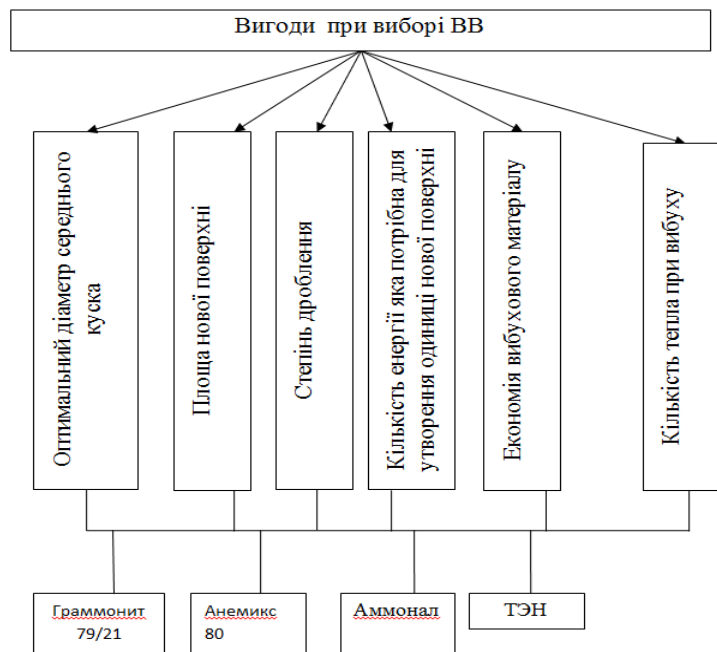 Вигоди при виборі ВВ
Оптимальний діаметр середнього
куска
Площа нової поверхні
Степінь дроблення
Кількість енергії яка потрібна для
утворення одиниці нової поверхні
Економія вибухового матеріалу
Кількість тепла при вибуху
Граммонит
79/21
Анемикс
80
Аммонал
ТЭН